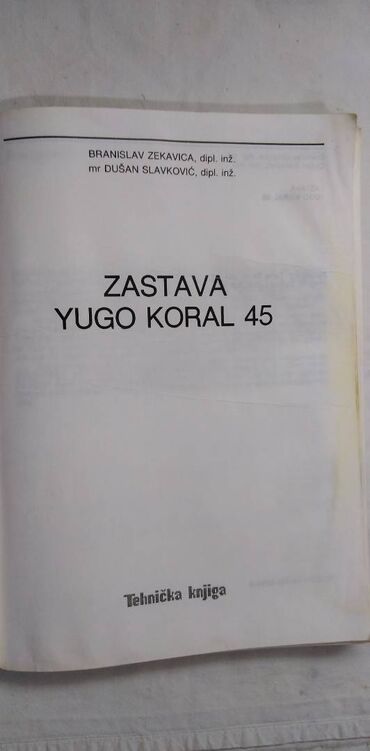 BRANISLAV ZEKAVICA, dipl. inž.
mr DUŠAN SLAVKOVIĆ, dipl. inž.
ZASTAVA
YUGO KORAL 45
Tehnička knjiga